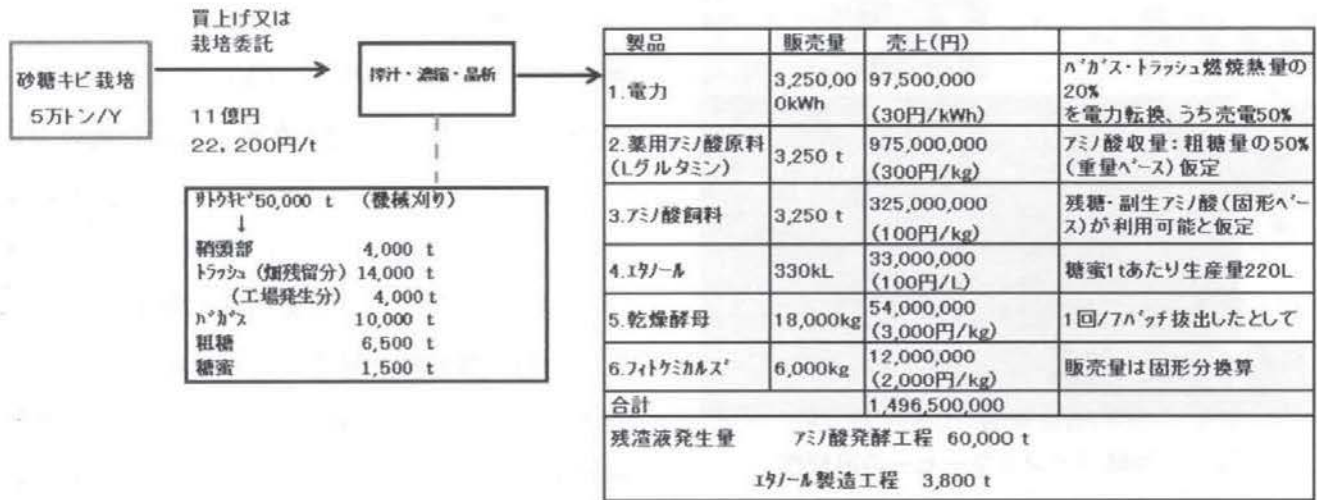 買上げ又は
栽培委託
砂糖キビ栽培
5万トン/Y
11億円
22,200円/t
搾汁・濃縮・晶析
サトウキビ 50,000 t (機械刈り)
↓
鞘頭部 4,000 t
トラッシュ (畑残留分) 14,000 t
(工場発生分) 4,000 t
バガス 10,000 t
粗糖 6,500 t
糖蜜 1,500 t
製品 販売量 売上(円)
1.電力 3,250,000kWh 97,500,000 (30円/kWh) バガス・トラッシュ燃焼熱量の20%を電力転換、うち売電50%
2.薬用アミノ酸原料(Lグルタミン) 3,250 t 975,000,000 (300円/kg) アミノ酸収量:粗糖量の50%(重量ベース)仮定
3.アミノ酸飼料 3,250 t 325,000,000 (100円/kg) 残糖・副生アミノ酸(固形ベース)が利用可能と仮定
4.エタノール 330kL 33,000,000 (100円/L) 糖蜜1tあたり生産量220L
5.乾燥酵母 18,000kg 54,000,000 (3,000円/kg) 1回/7バッチ抜出したとして
6.フィトケミカルズ 6,000kg 12,000,000 (2,000円/kg) 販売量は固形分換算
合計 1,496,500,000
残渣液発生量 アミノ酸発酵工程 60,000 t
エタノール製造工程 3,800 t